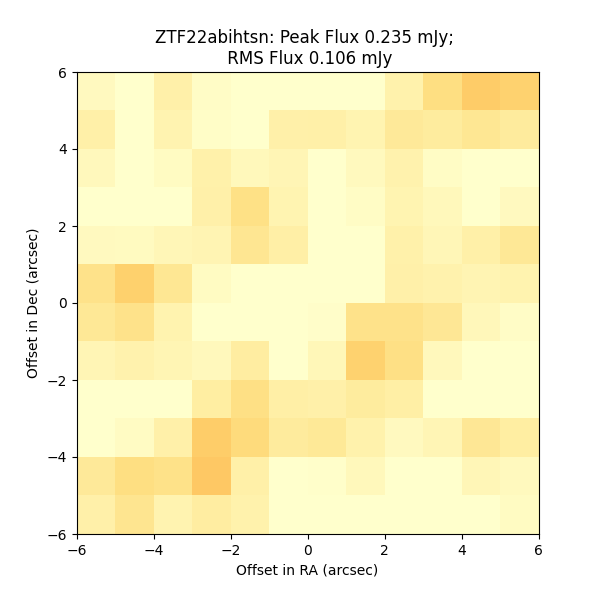 ZTF22abihtsn: Peak Flux 0.235 mJy;
RMS Flux 0.106 mJy
6
4
2
0
−2
−4
−6
Offset in Dec (arcsec)
−6 −4 −2 0 2 4 6
Offset in RA (arcsec)